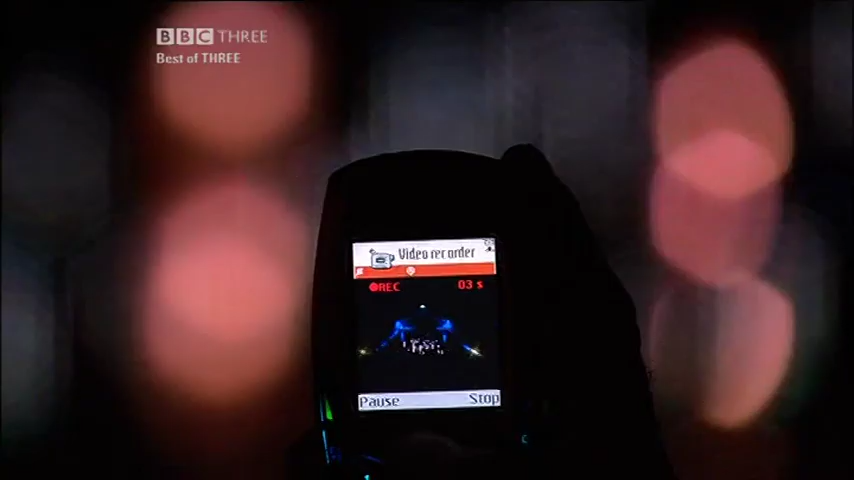 BBC THREE
Best of THREE
Video recorder
REC 03 s
Pause Stop